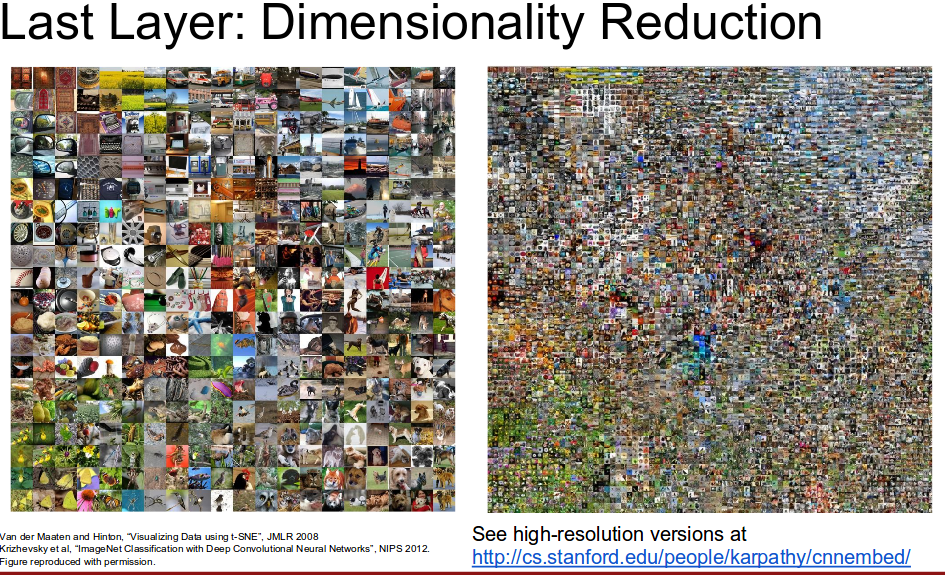 Last Layer: Dimensionality Reduction
Van der Maaten and Hinton, “Visualizing Data using t-SNE”, JMLR 2008
Krizhevsky et al, “ImageNet Classification with Deep Convolutional Neural Networks”, NIPS 2012.
Figure reproduced with permission.
See high-resolution versions at
http://cs.stanford.edu/people/karpathy/cnnembed/